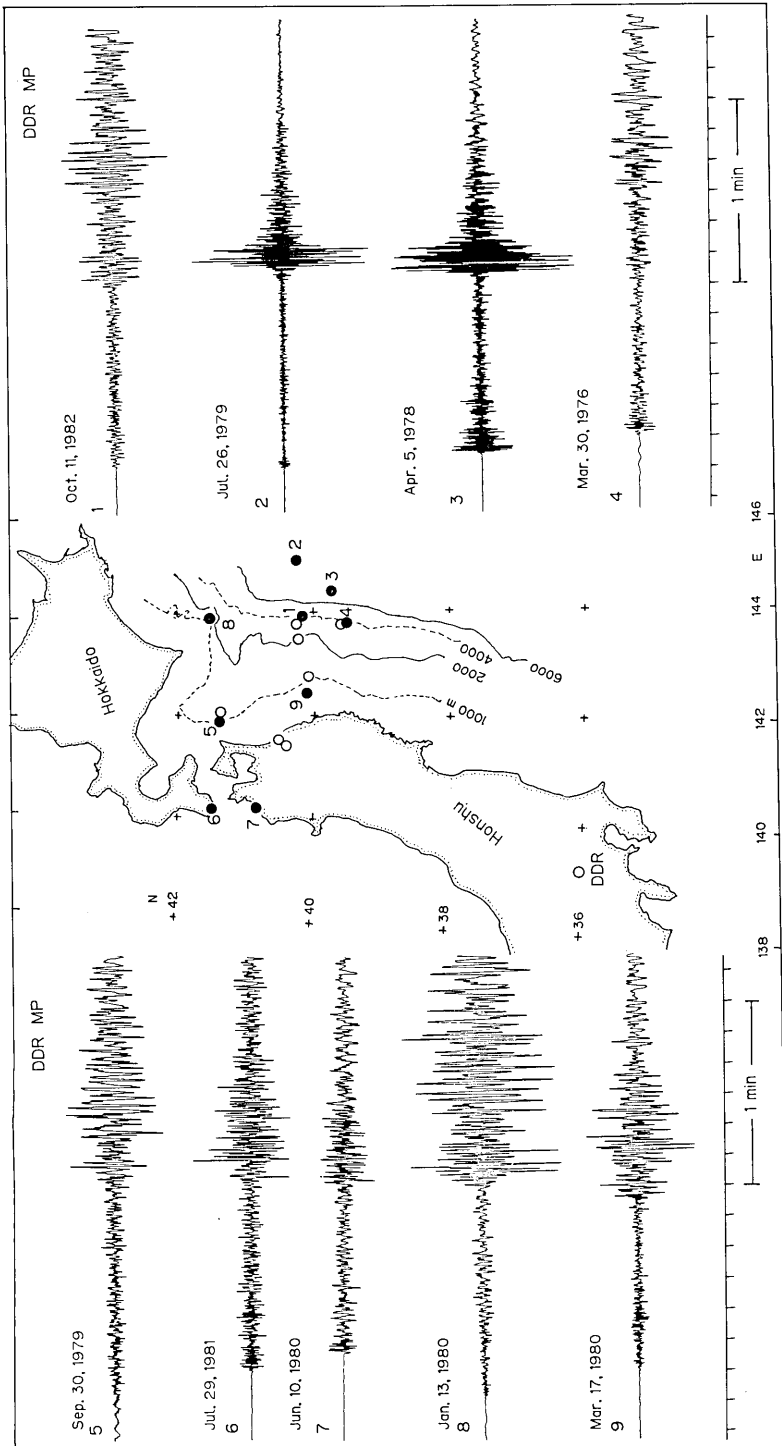 DDR MP
Sep. 30, 1979
5
Jul. 29, 1981
6
Jun. 10, 1980
7
Jan. 13, 1980
8
Mar. 17, 1980
9
1 min
N
+42
+40
+38
+36
Hokkaido
Honshu
DDR
1
2
3
4
5
6
7
8
9
1000 m
2000
4000
6000
138
140
142
144
146
E
DDR MP
Oct. 11, 1982
1
Jul. 26, 1979
2
Apr. 5, 1978
3
Mar. 30, 1976
4
1 min